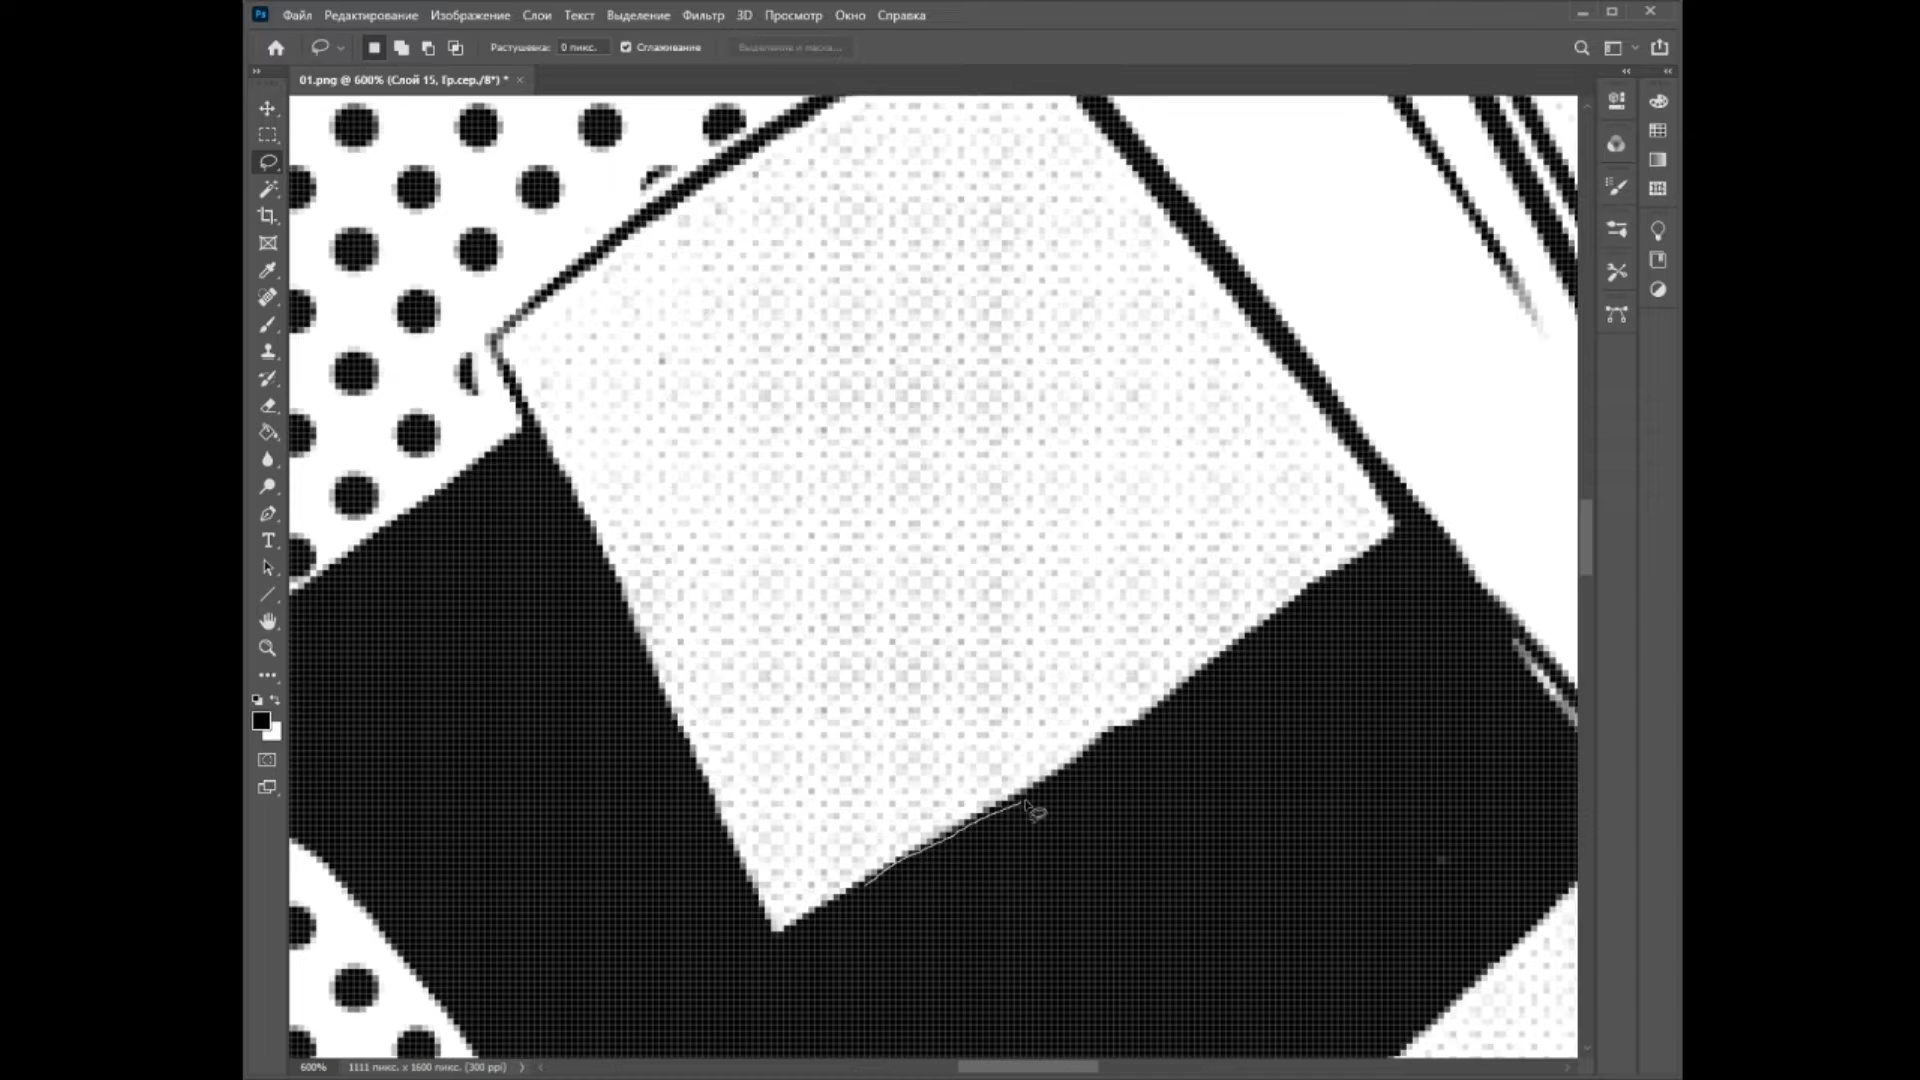 Ps Файл Редактирование Изображение Слои Текст Выделение Фильтр 3D Просмотр Окно Справка
Растушевка: 0 пикс. Сглаживание Выделение и маска...
01.png @ 600% (Слой 15, Гр.сер./8*) *
600% 1111 пикс. x 1600 пикс. (300 ppi)